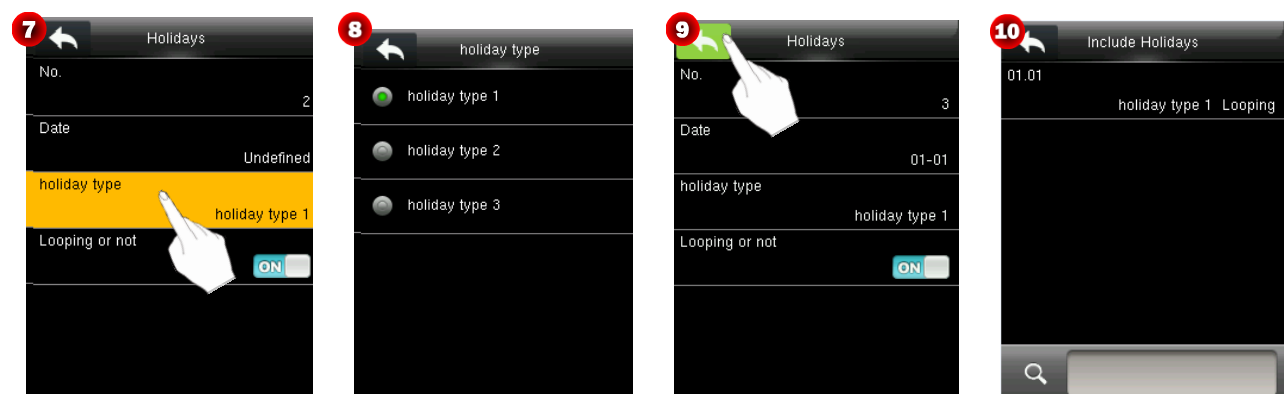 7
Holidays
No.
2
Date
Undefined
holiday type
holiday type 1
Looping or not
ON
8
holiday type
holiday type 1
holiday type 2
holiday type 3
9
Holidays
No.
3
Date
01-01
holiday type
holiday type 1
Looping or not
ON
10
Include Holidays
01.01
holiday type 1 Looping